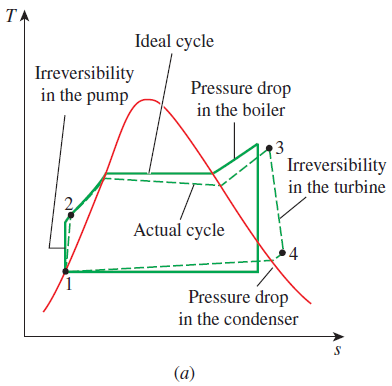 T
Ideal cycle
Irreversibility
in the pump
Pressure drop
in the boiler
3
Irreversibility
in the turbine
2
Actual cycle
4
1
Pressure drop
in the condenser
s
(a)